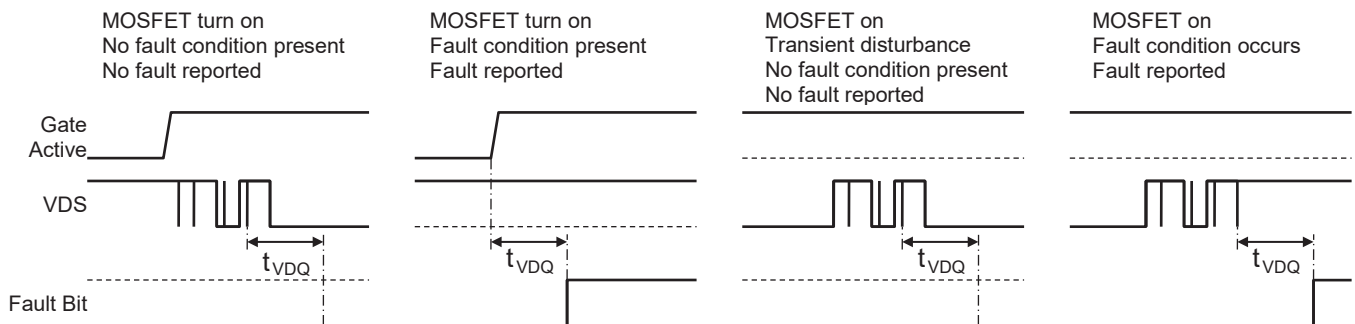 MOSFET turn on
No fault condition present
No fault reported
MOSFET turn on
Fault condition present
Fault reported
MOSFET on
Transient disturbance
No fault condition present
No fault reported
MOSFET on
Fault condition occurs
Fault reported
Gate
Active
VDS
tVDQ
tVDQ
tVDQ
tVDQ
Fault Bit